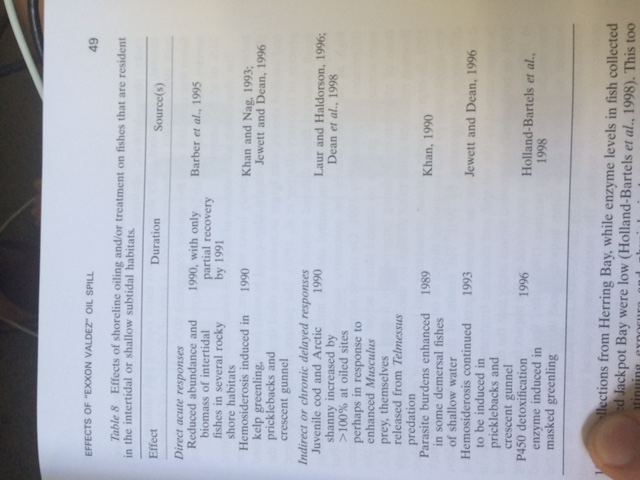 EFFECTS OF "EXXON VALDEZ" OIL SPILL 49
Table 8 Effects of shoreline oiling and/or treatment on fishes that are resident
in the intertidal or shallow subtidal habitats.
Effect Duration Source(s)
Direct acute responses
Reduced abundance and 1990, with only Barber et al., 1995
biomass of intertidal partial recovery
fishes in several rocky by 1991
shore habitats
Hemosiderosis induced in 1990 Khan and Nag, 1993;
kelp greenling, Jewett and Dean, 1996
pricklebacks and
crescent gunnel
Indirect or chronic delayed responses
Juvenile cod and Arctic 1990 Laur and Haldorson, 1996;
shanny increased by Dean et al., 1998
>100% at oiled sites
perhaps in response to
enhanced Musculus
prey, themselves
released from Telmessus
predation
Parasite burdens enhanced 1989 Khan, 1990
in some demersal fishes
of shallow water
Hemosiderosis continued 1993 Jewett and Dean, 1996
to be induced in
pricklebacks and
crescent gunnel
P450 detoxification 1996 Holland-Bartels et al.,
enzyme induced in 1998
masked greenling
llections from Herring Bay, while enzyme levels in fish collected
ed Jackpot Bay were low (Holland-Bartels et al., 1998). This too